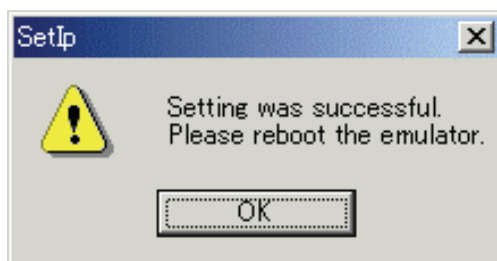 SetIp
Setting was successful.
Please reboot the emulator.
OK